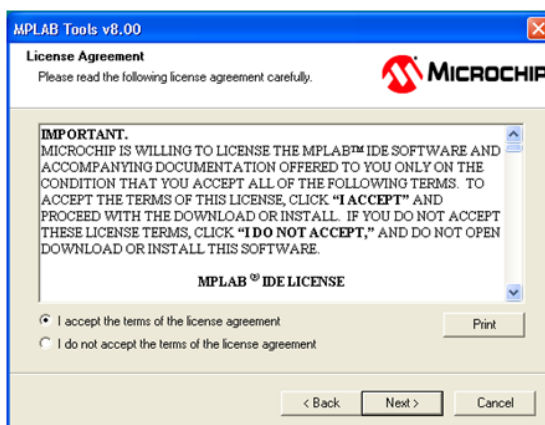 MPLAB Tools v8.00
License Agreement
Please read the following license agreement carefully.
MICROCHIP
IMPORTANT.
MICROCHIP IS WILLING TO LICENSE THE MPLAB™ IDE SOFTWARE AND
ACCOMPANYING DOCUMENTATION OFFERED TO YOU ONLY ON THE
CONDITION THAT YOU ACCEPT ALL OF THE FOLLOWING TERMS. TO
ACCEPT THE TERMS OF THIS LICENSE, CLICK “I ACCEPT” AND
PROCEED WITH THE DOWNLOAD OR INSTALL. IF YOU DO NOT ACCEPT
THESE LICENSE TERMS, CLICK “I DO NOT ACCEPT,” AND DO NOT OPEN
DOWNLOAD OR INSTALL THIS SOFTWARE.
MPLAB ® IDE LICENSE
I accept the terms of the license agreement
Print
I do not accept the terms of the license agreement
< Back
Next >
Cancel